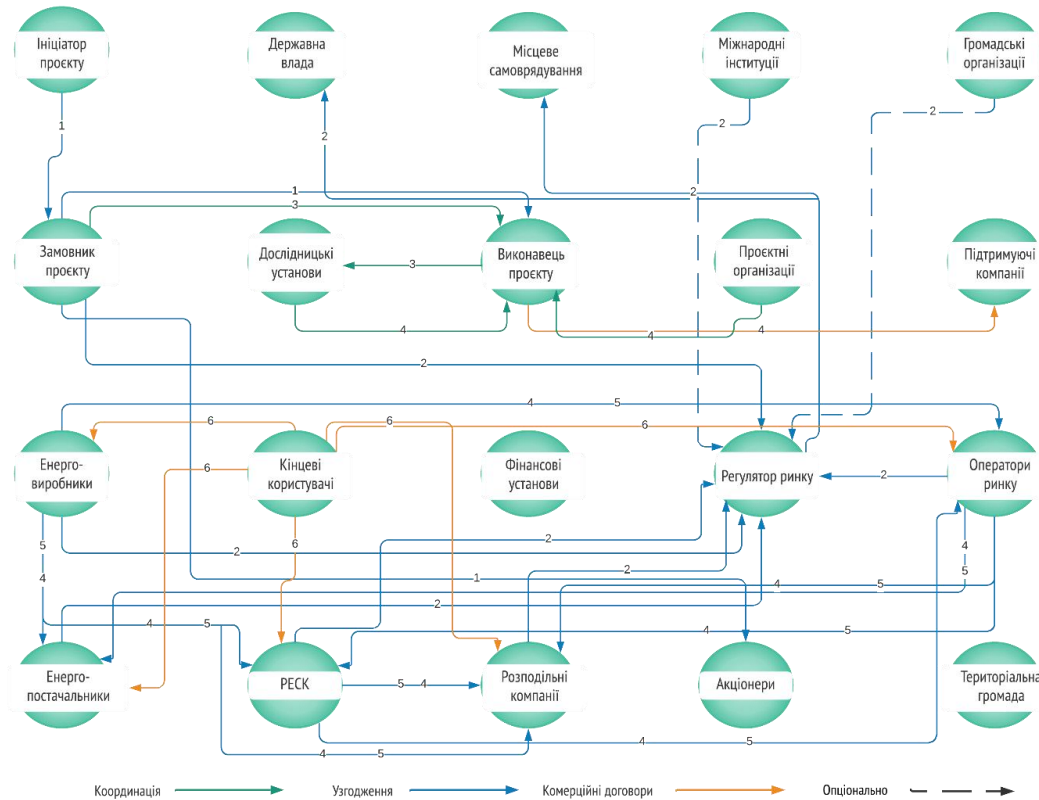 Ініціатор
проєкту
Державна
влада
Місцеве
самоврядування
Міжнародні
інституції
Громадські
організації
1
2
2
2
2
1
3
Замовник
проєкту
Дослідницькі
установи
3
Виконавець
проєкту
Проєктні
організації
Підтримуючі
компанії
4
4
4
2
4
5
6
6
6
Енерго-
виробники
6
Кінцеві
користувачі
Фінансові
установи
Регулятор ринку
2
Оператори
ринку
5
4
2
6
2
2
4
5
1
4
5
2
4
5
4
5
Енерго-
постачальники
РЕСК
5
4
Розподільні
компанії
Акціонери
Територіальна
громада
4
5
4
5
Координація
Узгодження
Комерційні договори
Опціонально